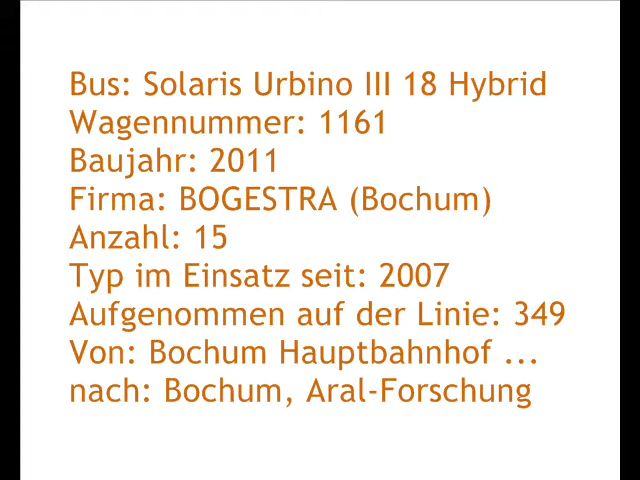 Bus: Solaris Urbino III 18 Hybrid
Wagennummer: 1161
Baujahr: 2011
Firma: BOGESTRA (Bochum)
Anzahl: 15
Typ im Einsatz seit: 2007
Aufgenommen auf der Linie: 349
Von: Bochum Hauptbahnhof ...
nach: Bochum, Aral-Forschung